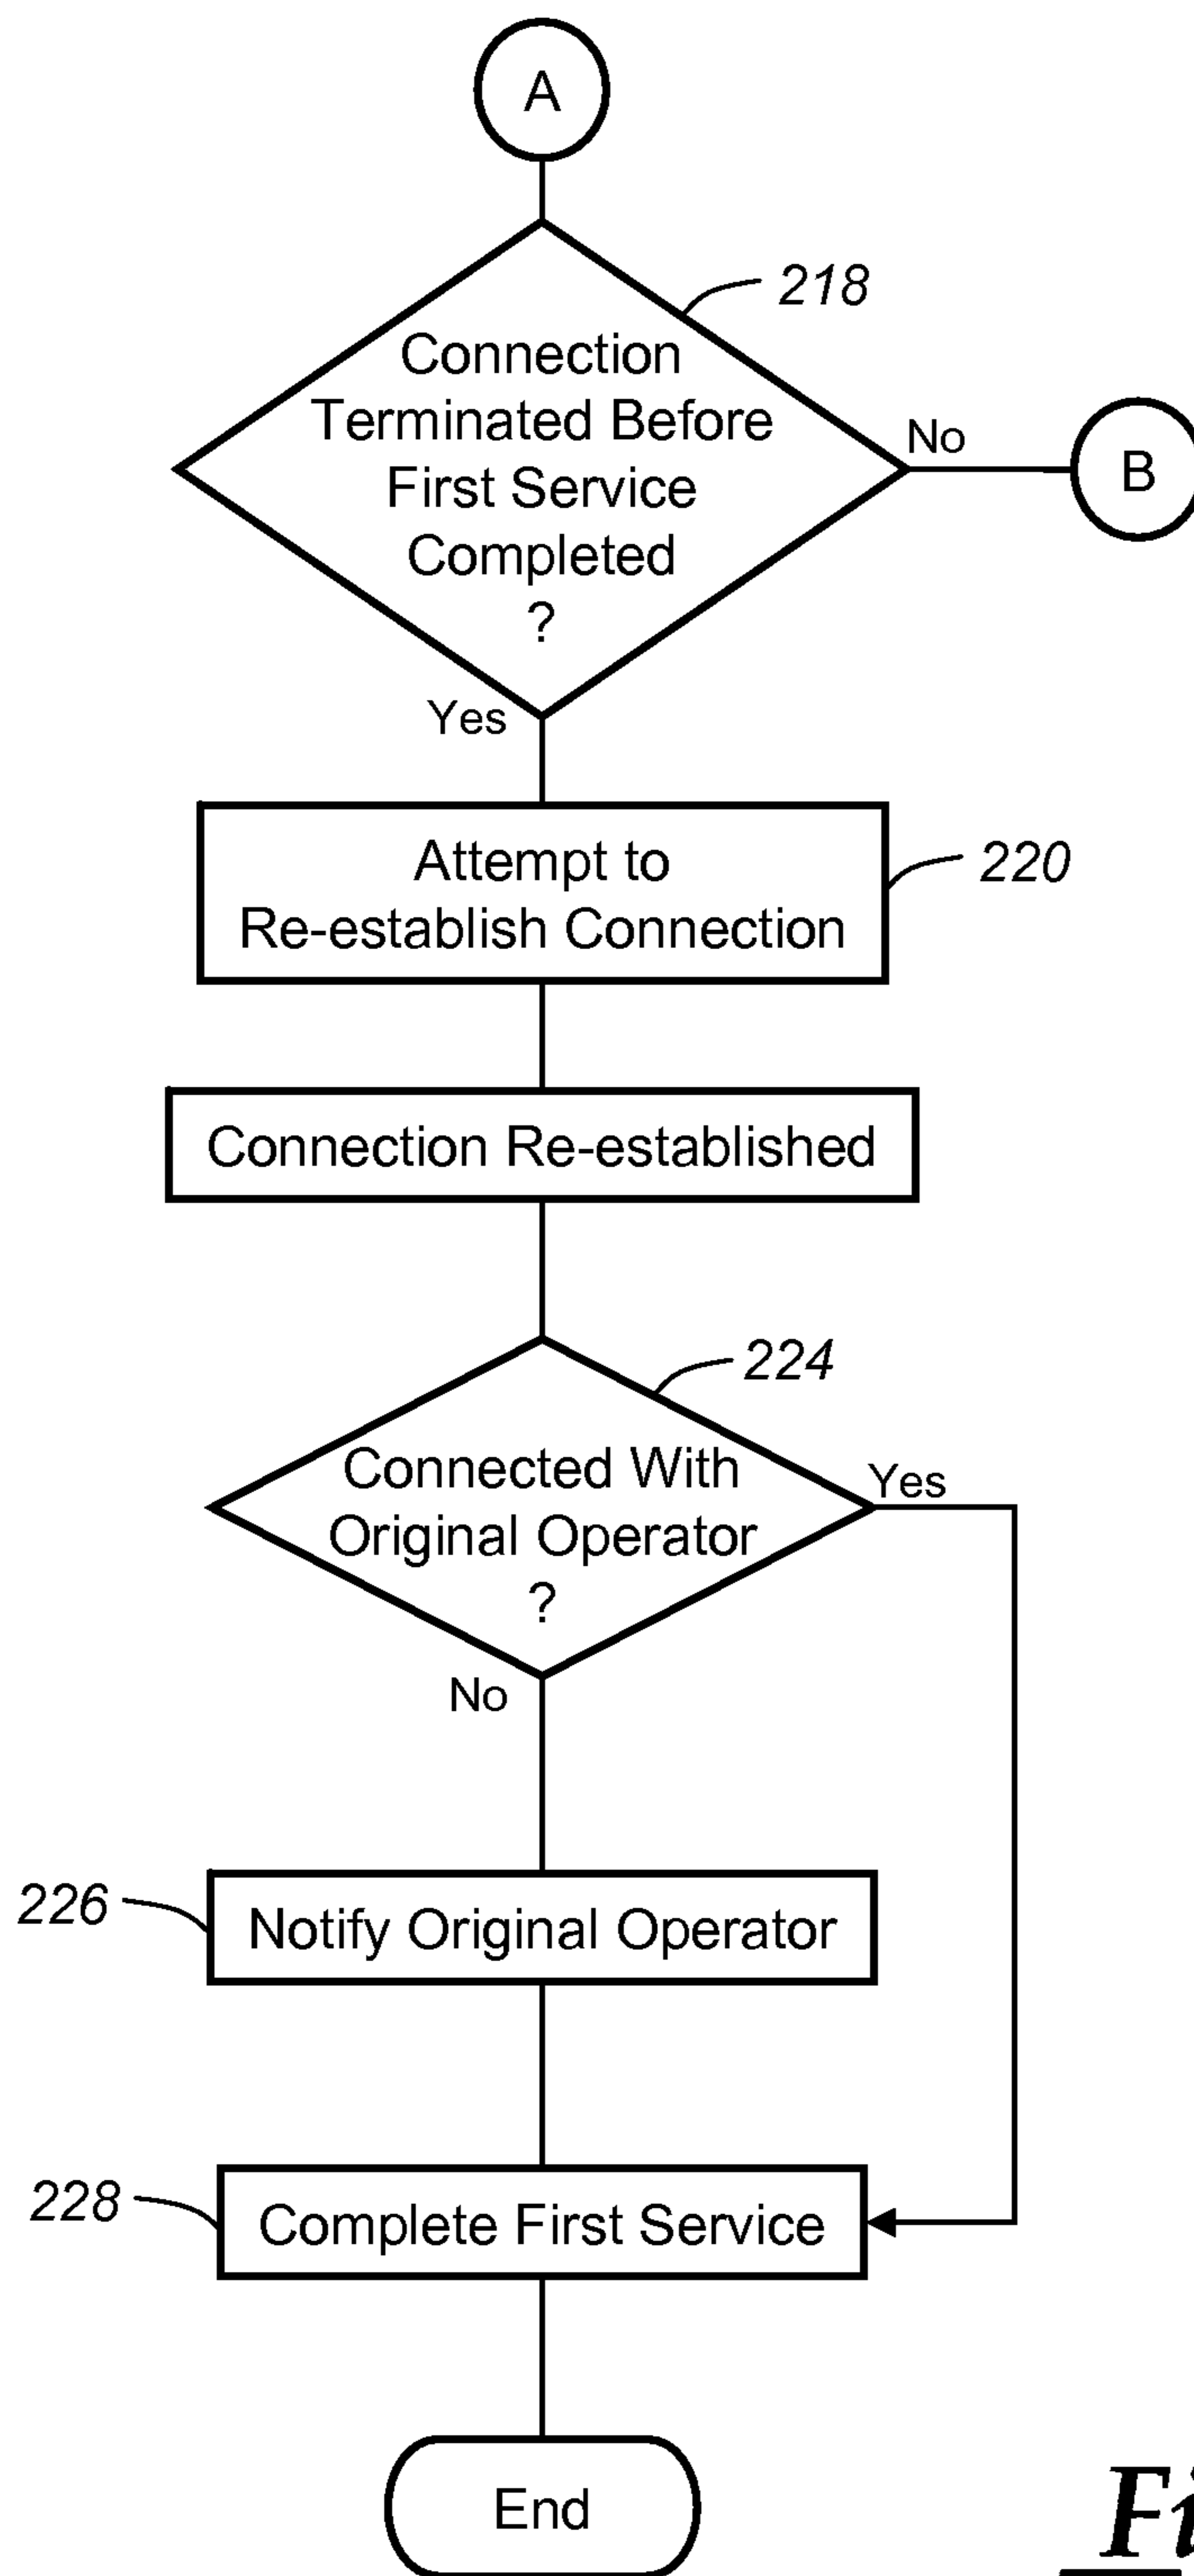 A
218
Connection
Terminated Before
First Service
Completed
?
No
B
Yes
Attempt to
Re-establish Connection
220
Connection Re-established
224
Connected With
Original Operator
?
Yes
No
226
Notify Original Operator
228
Complete First Service
End